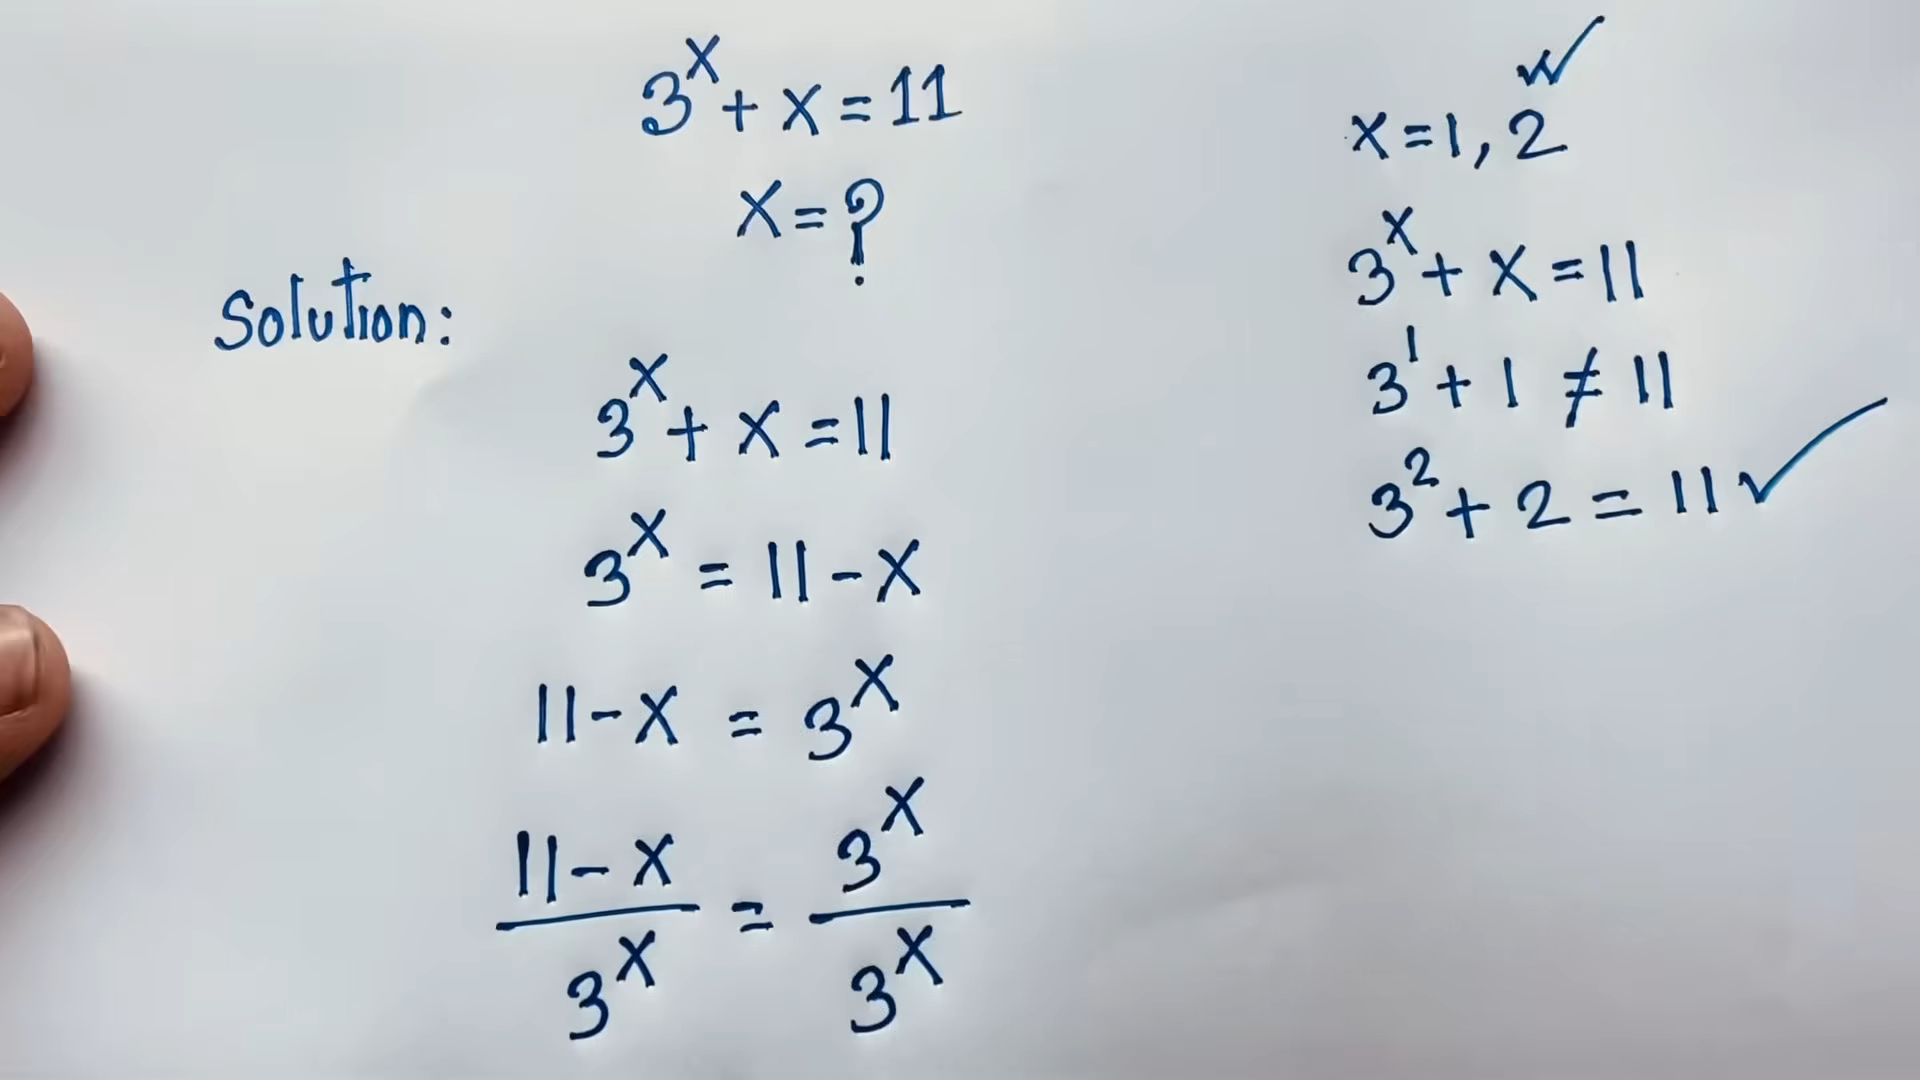 3^x + x = 11
x = ?
Solution:
3^x + x = 11
3^x = 11 - x
11 - x = 3^x
(11 - x)/3^x = 3^x/3^x
x = 1, 2 ✓
3^x + x = 11
3^1 + 1 ≠ 11
3^2 + 2 = 11 ✓